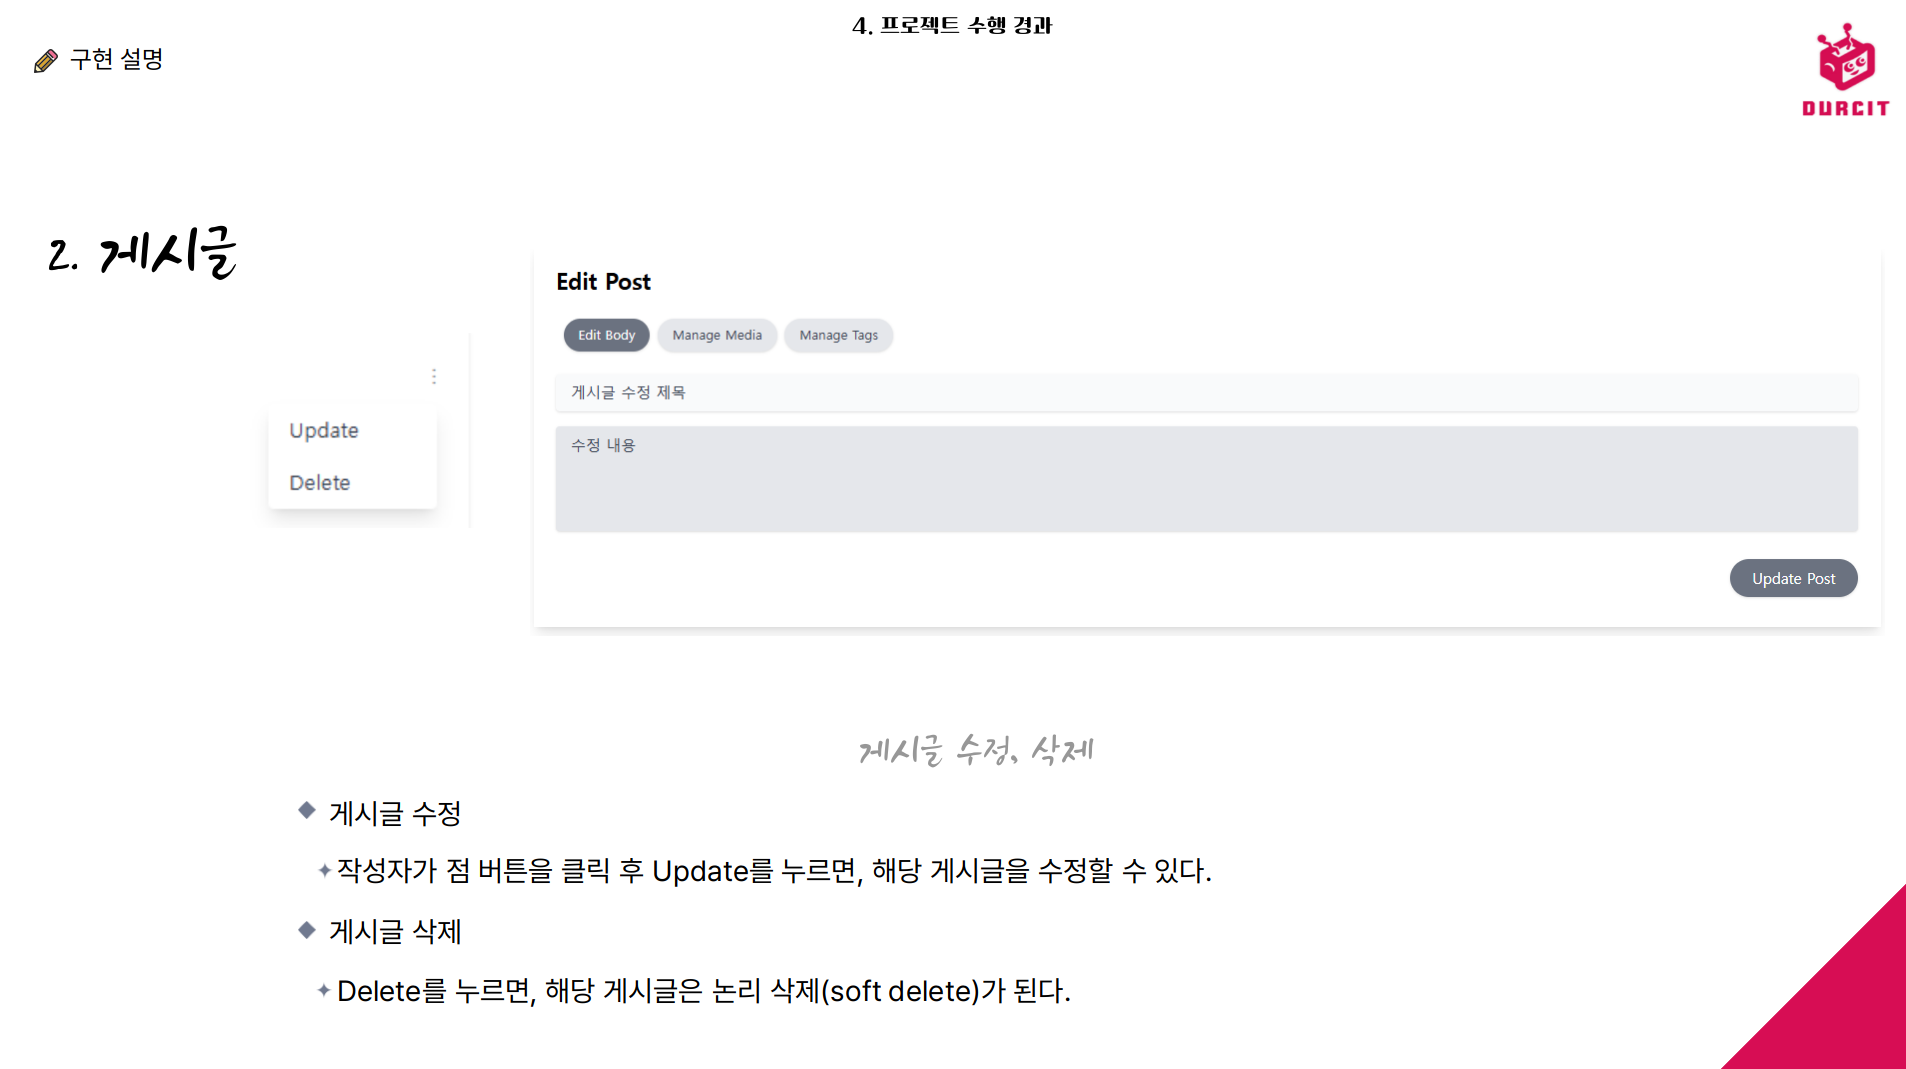 4. 프로젝트 수행 경과
구현 설명
DURCIT
2. 게시글
Update
Delete
Edit Post
Edit Body Manage Media Manage Tags
게시글 수정 제목
수정 내용
Update Post
게시글 수정, 삭제
게시글 수정
작성자가 점 버튼을 클릭 후 Update를 누르면, 해당 게시글을 수정할 수 있다.
게시글 삭제
Delete를 누르면, 해당 게시글은 논리 삭제(soft delete)가 된다.